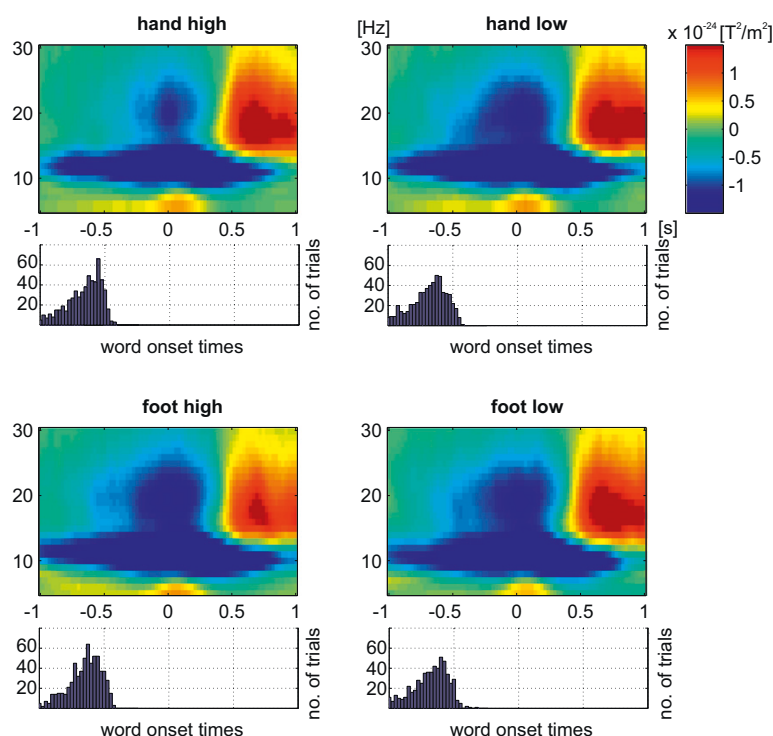 hand high
[Hz]
hand low
x 10⁻²⁴ [T²/m²]
30
20
10
1
0.5
0
-0.5
-1
-1 -0.5 0 0.5 1
-1 -0.5 0 0.5 1 [s]
60
40
20
no. of trials
60
40
20
no. of trials
word onset times
word onset times
foot high
foot low
30
20
10
30
20
10
-1 -0.5 0 0.5 1
-1 -0.5 0 0.5 1
60
40
20
no. of trials
60
40
20
no. of trials
word onset times
word onset times